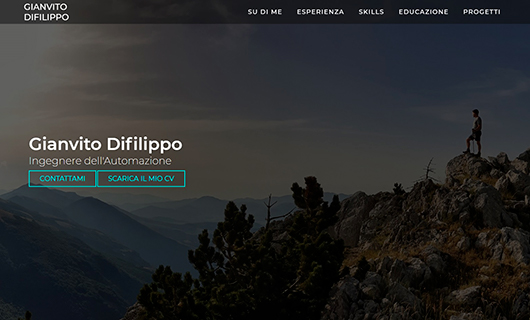 GIANVITO
DIFILIPPO
SU DI ME ESPERIENZA SKILLS EDUCAZIONE PROGETTI
Gianvito Difilippo
Ingegnere dell'Automazione
CONTATTAMI SCARICA IL MIO CV